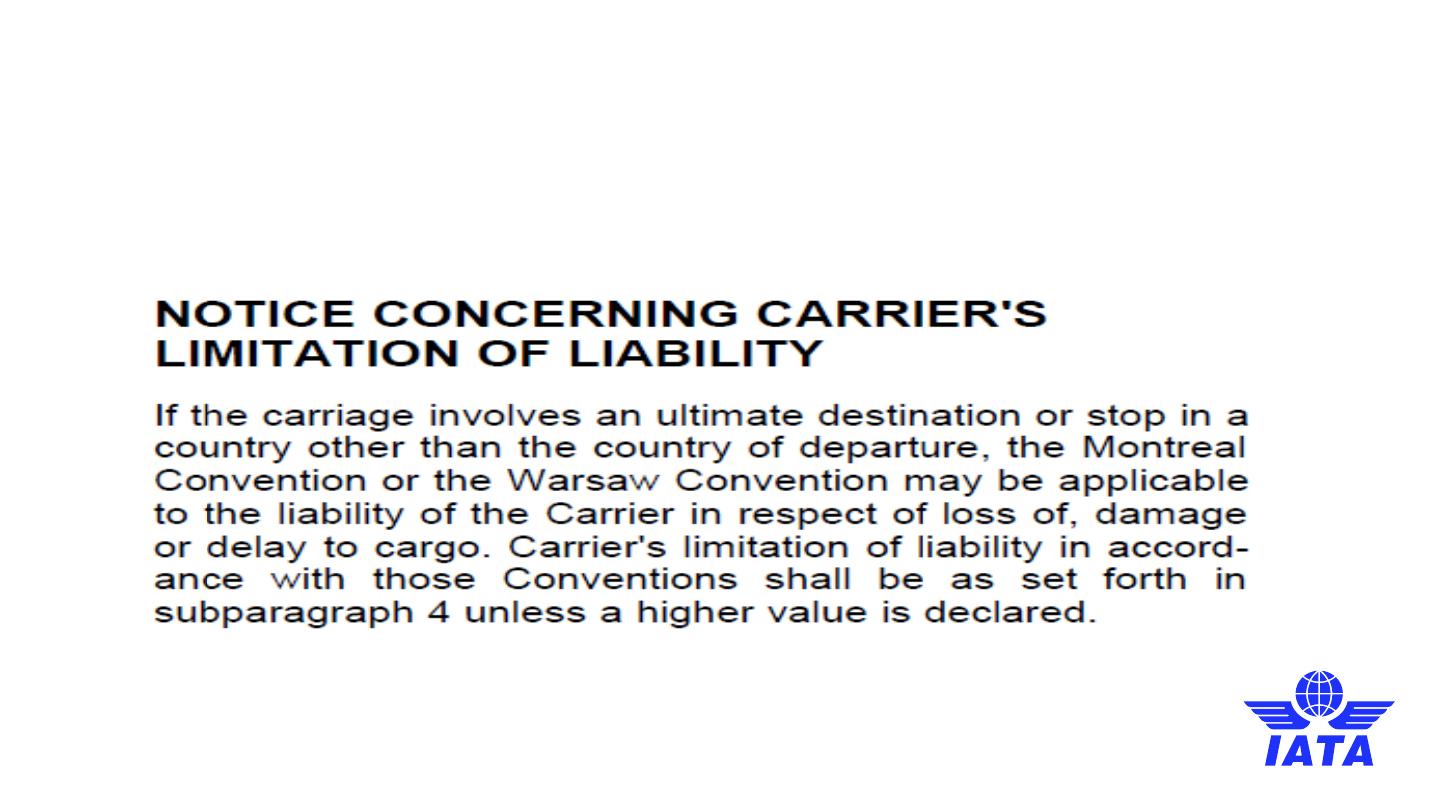 NOTICE CONCERNING CARRIER'S
LIMITATION OF LIABILITY
If the carriage involves an ultimate destination or stop in a
country other than the country of departure, the Montreal
Convention or the Warsaw Convention may be applicable
to the liability of the Carrier in respect of loss of, damage
or delay to cargo. Carrier's limitation of liability in accord-
ance with those Conventions shall be as set forth in
subparagraph 4 unless a higher value is declared.
IATA